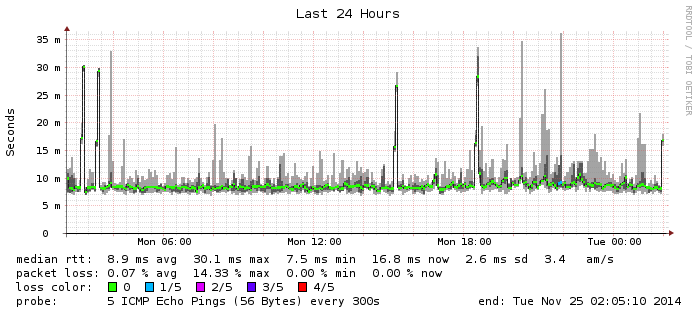 Last 24 Hours
RRDTOOL / TOBI OETIKER
Seconds
35 m
30 m
25 m
20 m
15 m
10 m
5 m
0
Mon 06:00 Mon 12:00 Mon 18:00 Tue 00:00
median rtt: 8.9 ms avg 30.1 ms max 7.5 ms min 16.8 ms now 2.6 ms sd 3.4 am/s
packet loss: 0.07 % avg 14.33 % max 0.00 % min 0.00 % now
loss color: 0 1/5 2/5 3/5 4/5
probe: 5 ICMP Echo Pings (56 Bytes) every 300s end: Tue Nov 25 02:05:10 2014